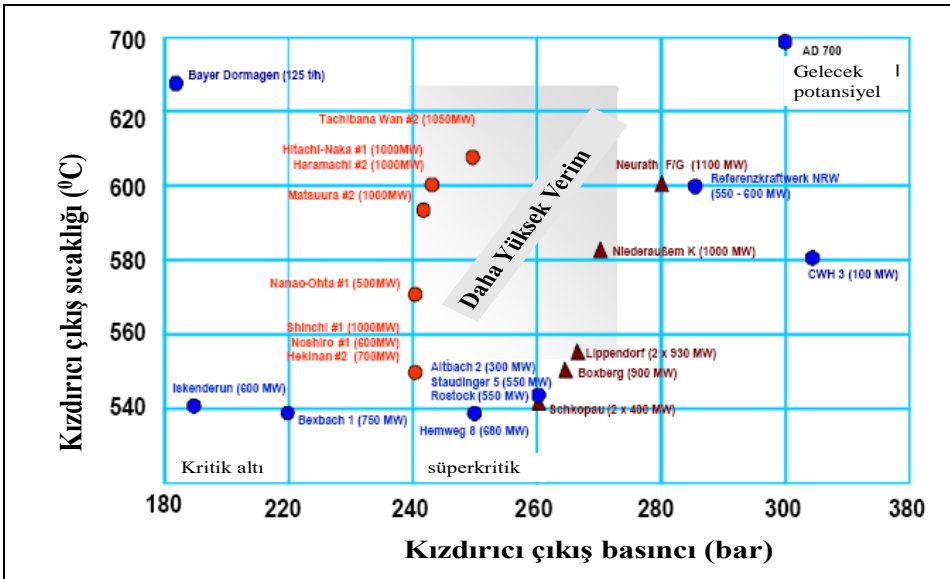 700
AD 700
Gelecek
potansiyel
Bayer Dormagen (125 t/h)
620
Tachibana Wan #2 (1050MW)
Hitachi-Naka #1 (1000MW)
Haramachi #2 (1000MW)
Neurath F/G (1100 MW)
600
Matsuura #2 (1000MW)
Referenzkraftwerk NRW
(550 - 600 MW)
Daha Yüksek Verim
Niederaußem K (1000 MW)
580
CWH 3 (100 MW)
Nanao-Ohta #1 (500MW)
560
Shinchi #1 (1000MW)
Noshiro #1 (600MW)
Hekinan #2 (700MW)
Altbach 2 (300 MW)
Staudinger 5 (550 MW)
Rostock (550 MW)
Lippendorf (2 x 930 MW)
Boxberg (900 MW)
Iskenderun (600 MW)
540
Schkopau (2 x 400 MW)
Bexbach 1 (750 MW)
Hemweg 8 (680 MW)
Kritik altı
süperkritik
180
220
240
260
280
300
380
Kızdırıcı çıkış sıcaklığı (⁰C)
Kızdırıcı çıkış basıncı (bar)